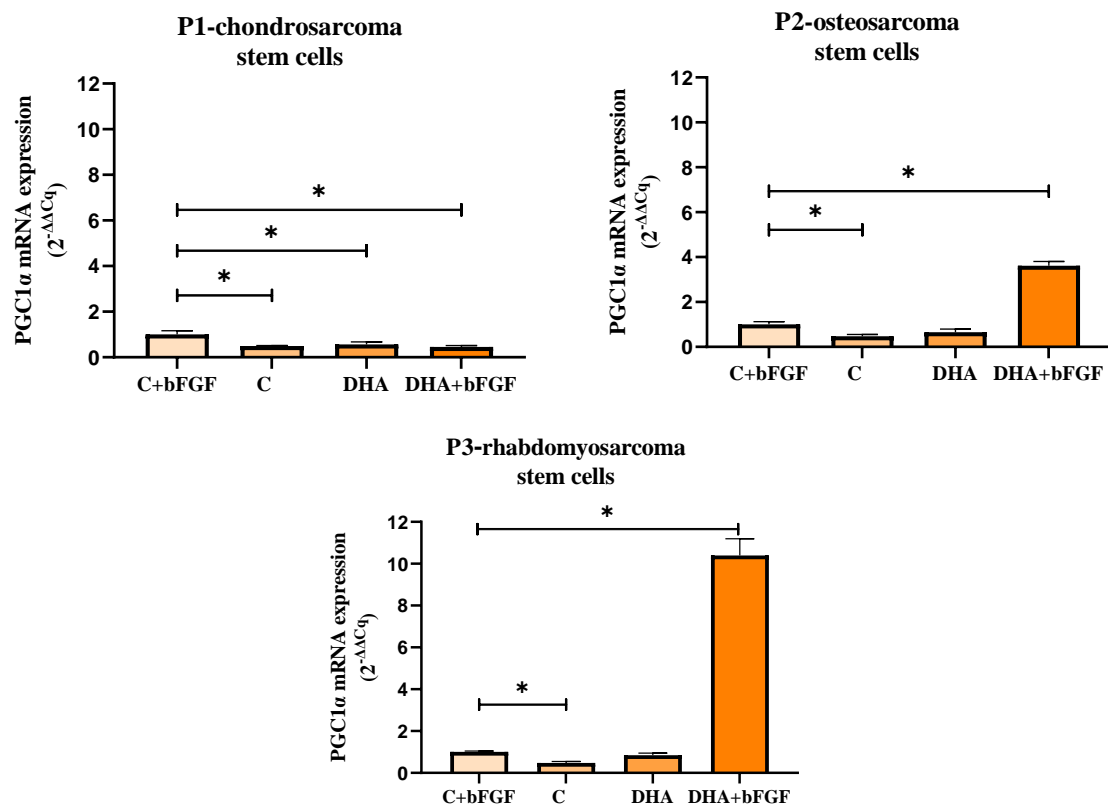 P1-chondrosarcoma
stem cells
PGC1α mRNA expression
(2^-ΔΔCq)
12
10
8
6
4
2
0
*
*
*
C+bFGF C DHA DHA+bFGF
P2-osteosarcoma
stem cells
PGC1α mRNA expression
(2^-ΔΔCq)
12
10
8
6
4
2
0
*
*
C+bFGF C DHA DHA+bFGF
P3-rhabdomyosarcoma
stem cells
PGC1α mRNA expression
(2^-ΔΔCq)
12
10
8
6
4
2
0
*
*
C+bFGF C DHA DHA+bFGF